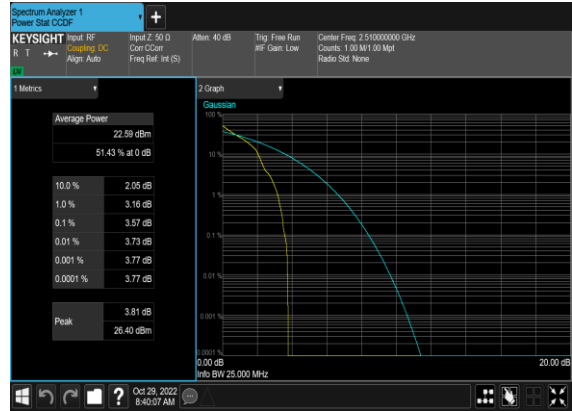 Spectrum Analyzer 1
Power Stat CCDF
KEYSIGHT
R T
LW
Input: RF
Coupling: DC
Align: Auto
Input Z: 50 Ω
Corr CCorr
Freq Ref: Int (S)
Atten: 40 dB
Trig: Free Run
#IF Gain: Low
Center Freq: 2.510000000 GHz
Counts: 1.00 M/1.00 Mpt
Radio Std: None
1 Metrics
Average Power
22.59 dBm
51.43 % at 0 dB
10.0 % 2.05 dB
1.0 % 3.16 dB
0.1 % 3.57 dB
0.01 % 3.73 dB
0.001 % 3.77 dB
0.0001 % 3.77 dB
Peak 3.81 dB
26.40 dBm
2 Graph
Gaussian
100 %
10 %
1 %
0.1 %
0.01 %
0.001 %
0.0001 %
0.00 dB
20.00 dB
Info BW 25.000 MHz
?
Oct 29, 2022
8:40:07 AM